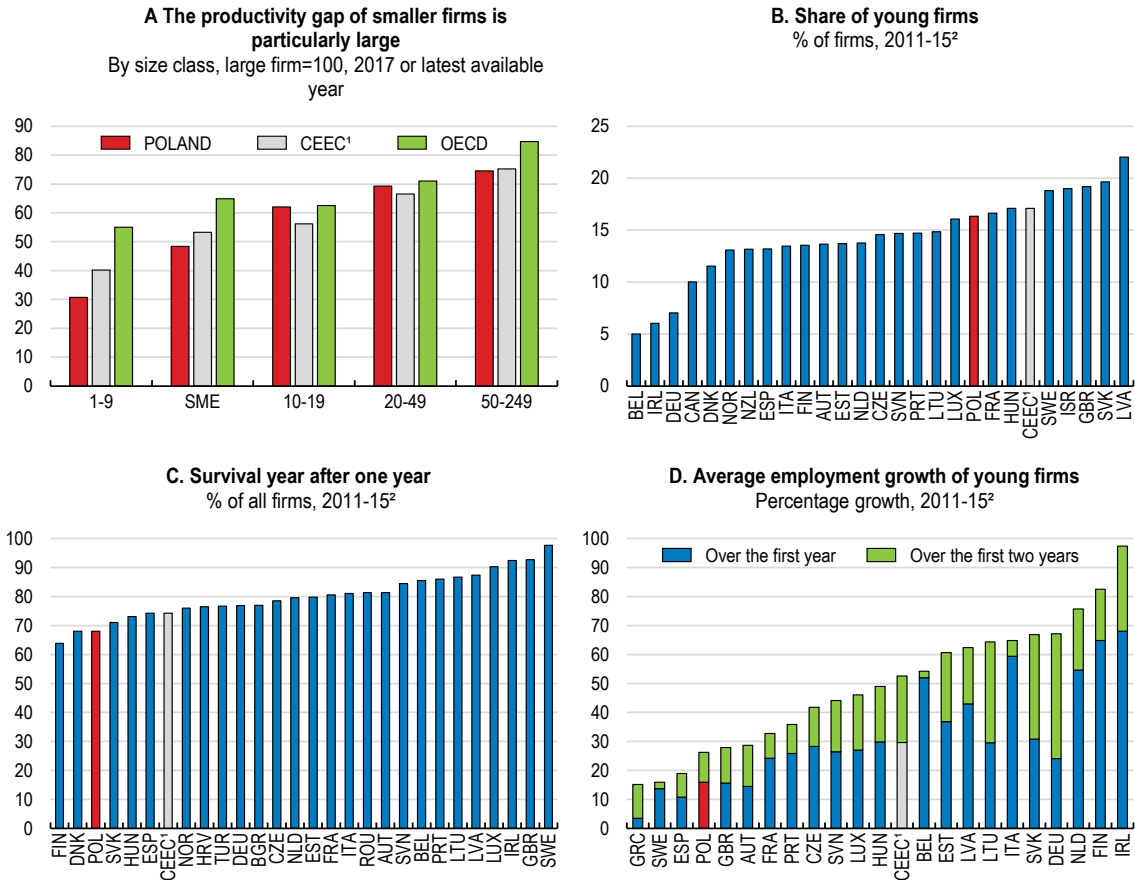 A The productivity gap of smaller firms is
particularly large
By size class, large firm=100, 2017 or latest available
year
90
80
70
60
50
40
30
20
10
0
POLAND
CEEC¹
OECD
1-9
SME
10-19
20-49
50-249
B. Share of young firms
% of firms, 2011-15²
25
20
15
10
5
0
BEL
IRL
DEU
CAN
DNK
NOR
NZL
ESP
ITA
FIN
AUT
EST
NLD
CZE
SVN
PRT
LTU
LUX
POL
FRA
HUN
CEEC¹
SWE
ISR
GBR
SVK
LVA
C. Survival year after one year
% of all firms, 2011-15²
100
90
80
70
60
50
40
30
20
10
0
FIN
DNK
POL
SVK
HUN
ESP
CEEC¹
NOR
HRV
TUR
DEU
BGR
CZE
NLD
EST
FRA
ITA
ROU
AUT
SVN
BEL
PRT
LTU
LVA
LUX
IRL
GBR
SWE
D. Average employment growth of young firms
Percentage growth, 2011-15²
100
90
80
70
60
50
40
30
20
10
0
Over the first year
Over the first two years
GRC
SWE
ESP
POL
GBR
AUT
FRA
PRT
CZE
SVN
LUX
HUN
CEEC¹
BEL
EST
LVA
LTU
ITA
SVK
DEU
NLD
FIN
IRL